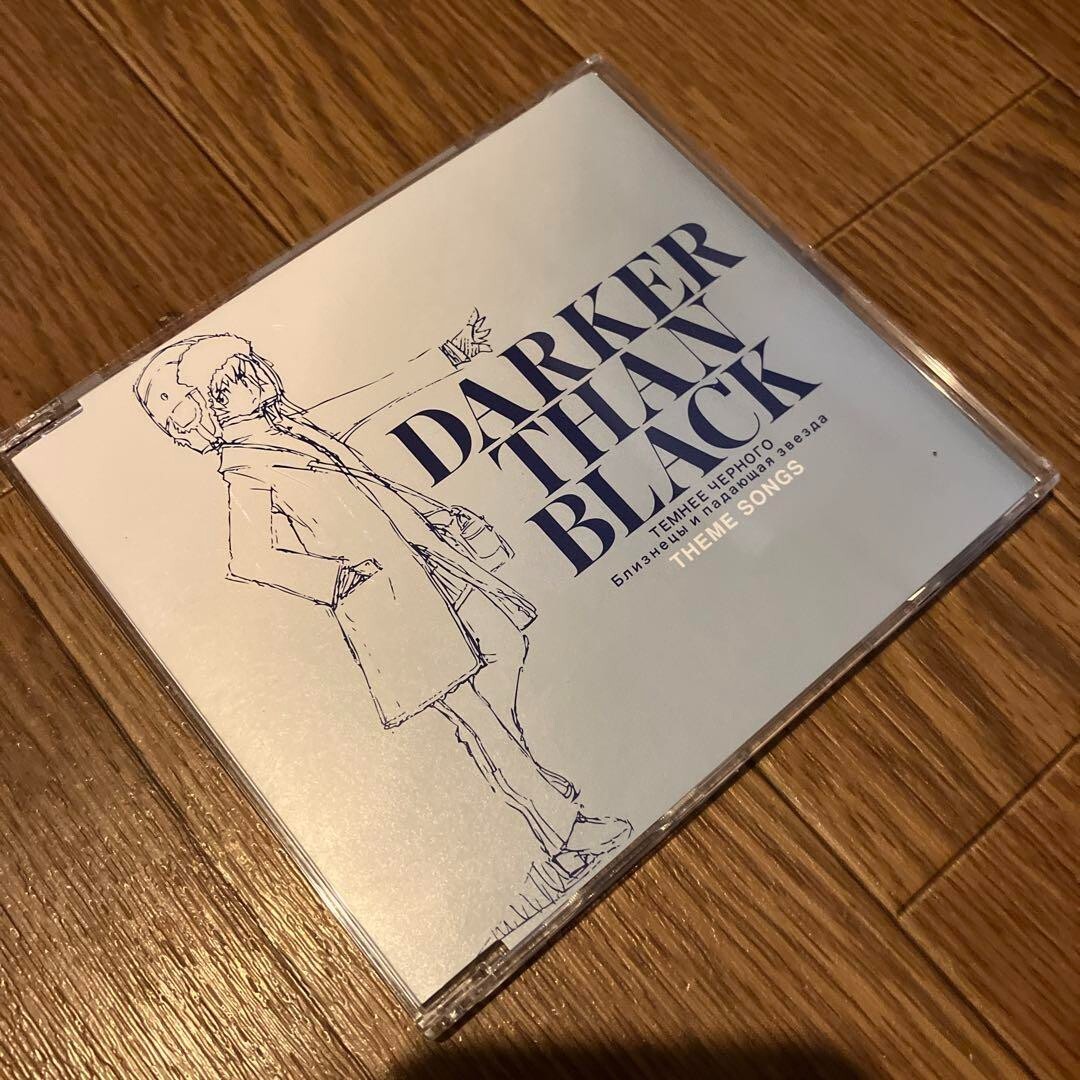 DARKER
THAN
BLACK
ТЕМНЕЕ ЧЕРНОГО
Близнецы и падающая звезда
THEME SONGS